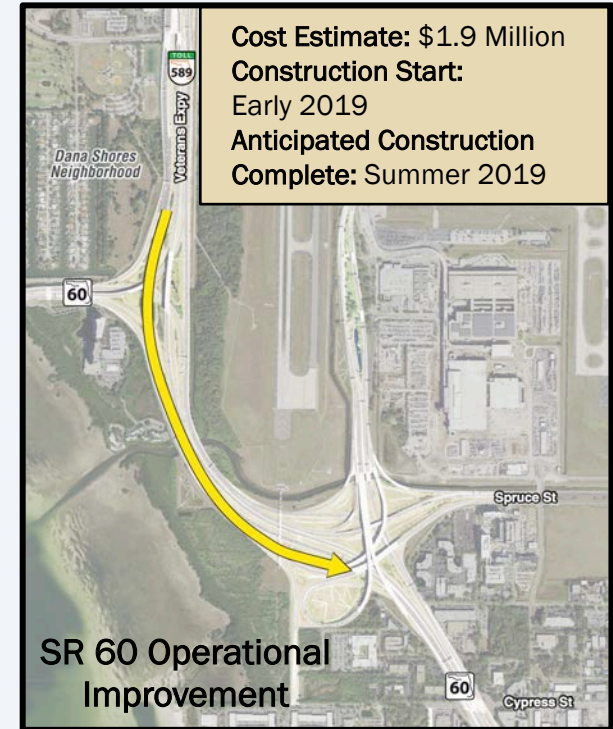 Cost Estimate: $1.9 Million
Construction Start:
Early 2019
Anticipated Construction
Complete: Summer 2019
TOLL
589
Veterans Expy
Dana Shores
Neighborhood
60
Spruce St
SR 60 Operational
Improvement
60
Cypress St